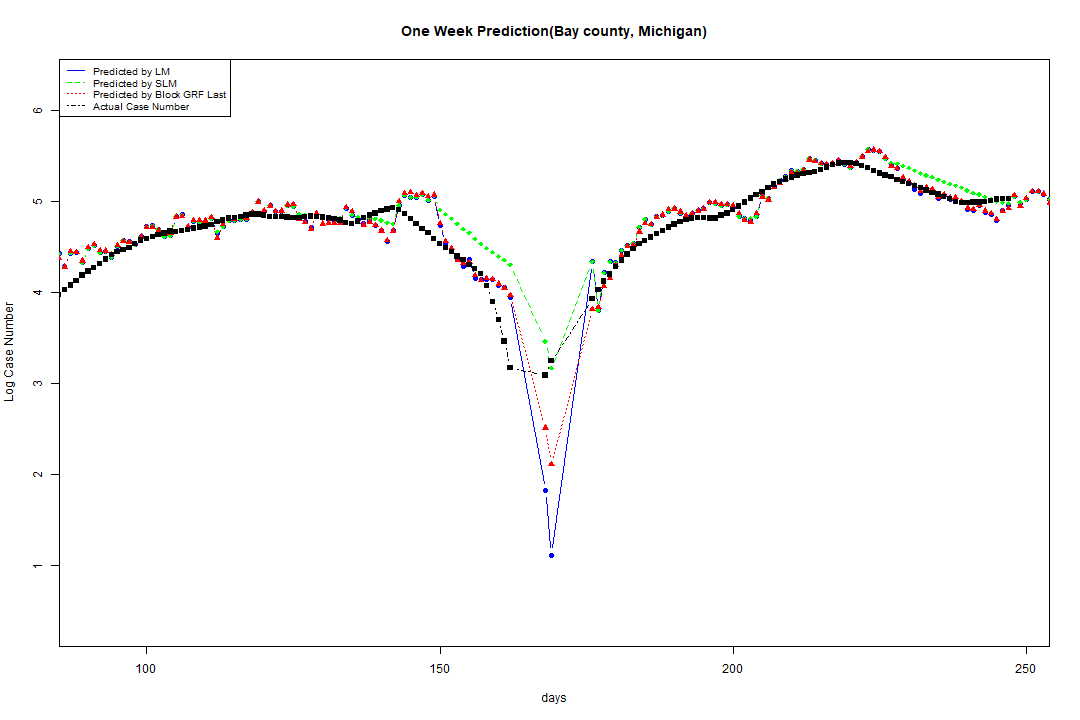 One Week Prediction(Bay county, Michigan)
Predicted by LM
Predicted by SLM
Predicted by Block GRF Last
Actual Case Number
6
5
4
3
2
1
Log Case Number
100 150 200 250
days